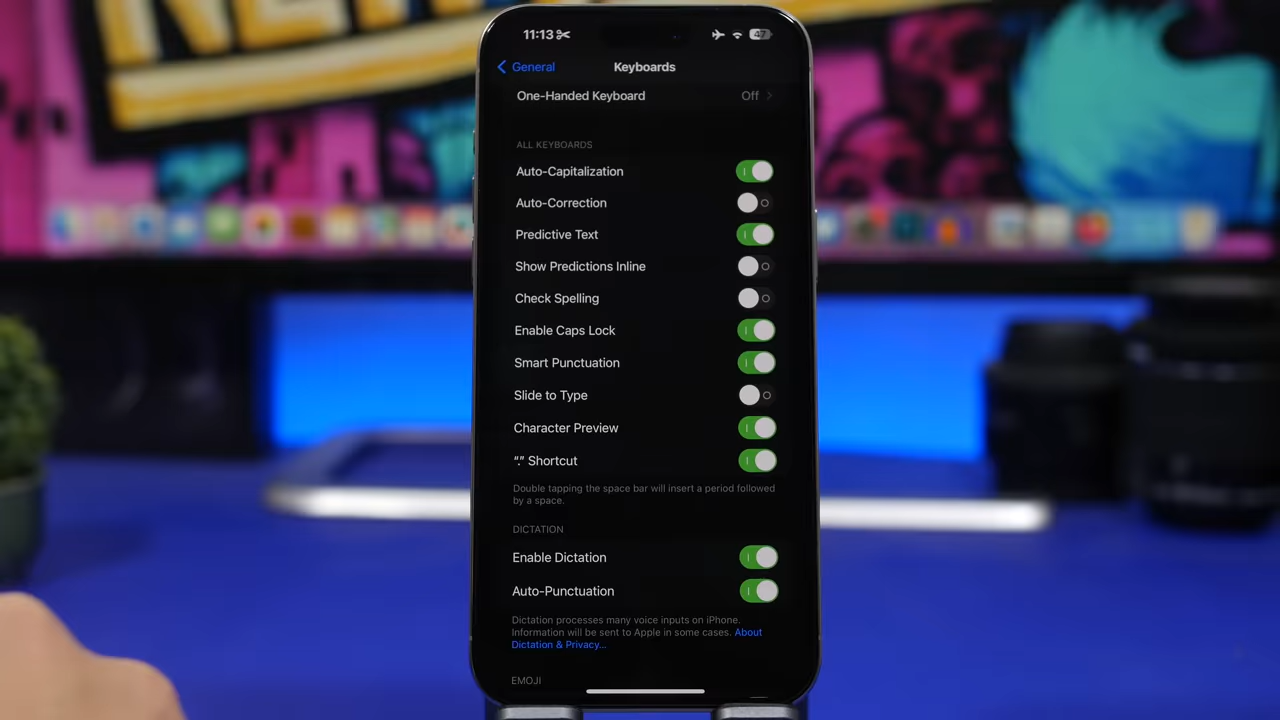 11:13
47
General
Keyboards
One-Handed Keyboard Off
ALL KEYBOARDS
Auto-Capitalization
Auto-Correction
Predictive Text
Show Predictions Inline
Check Spelling
Enable Caps Lock
Smart Punctuation
Slide to Type
Character Preview
“.” Shortcut
Double tapping the space bar will insert a period followed
by a space.
DICTATION
Enable Dictation
Auto-Punctuation
Dictation processes many voice inputs on iPhone.
Information will be sent to Apple in some cases. About
Dictation & Privacy...
EMOJI